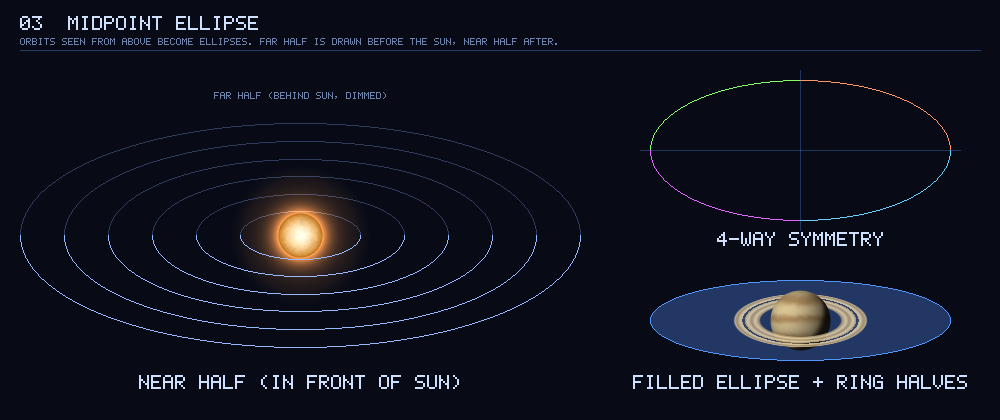 03  MIDPOINT ELLIPSE
ORBITS SEEN FROM ABOVE BECOME ELLIPSES. FAR HALF IS DRAWN BEFORE THE SUN, NEAR HALF AFTER.
FAR HALF (BEHIND SUN, DIMMED)
4-WAY SYMMETRY
NEAR HALF (IN FRONT OF SUN)
FILLED ELLIPSE + RING HALVES